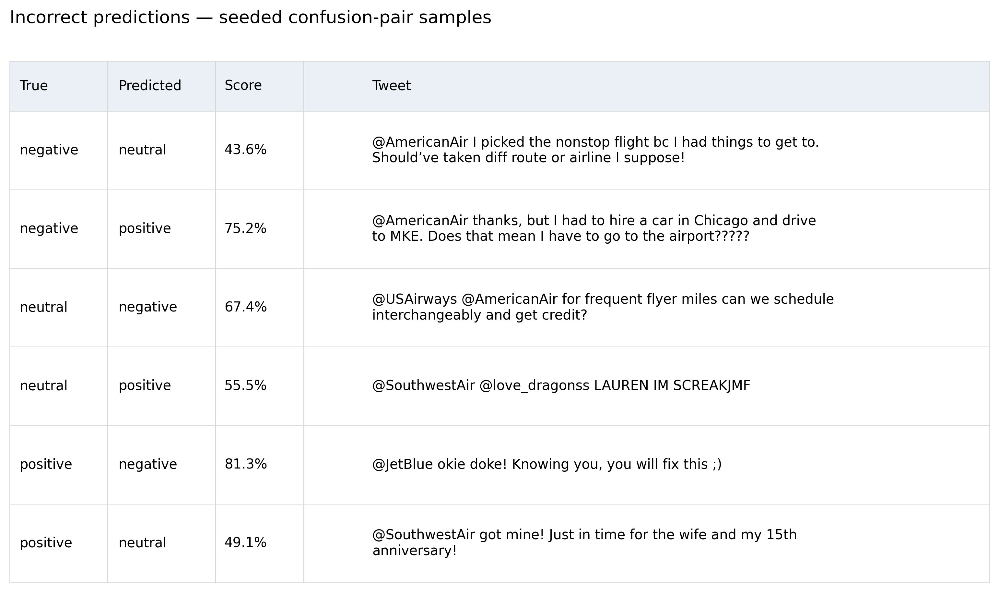 Incorrect predictions — seeded confusion-pair samples
True Predicted Score Tweet
negative neutral 43.6% @AmericanAir I picked the nonstop flight bc I had things to get to.
Should’ve taken diff route or airline I suppose!
negative positive 75.2% @AmericanAir thanks, but I had to hire a car in Chicago and drive
to MKE. Does that mean I have to go to the airport?????
neutral negative 67.4% @USAirways @AmericanAir for frequent flyer miles can we schedule
interchangeably and get credit?
neutral positive 55.5% @SouthwestAir @love_dragonss LAUREN IM SCREAKJMF
positive negative 81.3% @JetBlue okie doke! Knowing you, you will fix this ;)
positive neutral 49.1% @SouthwestAir got mine! Just in time for the wife and my 15th
anniversary!